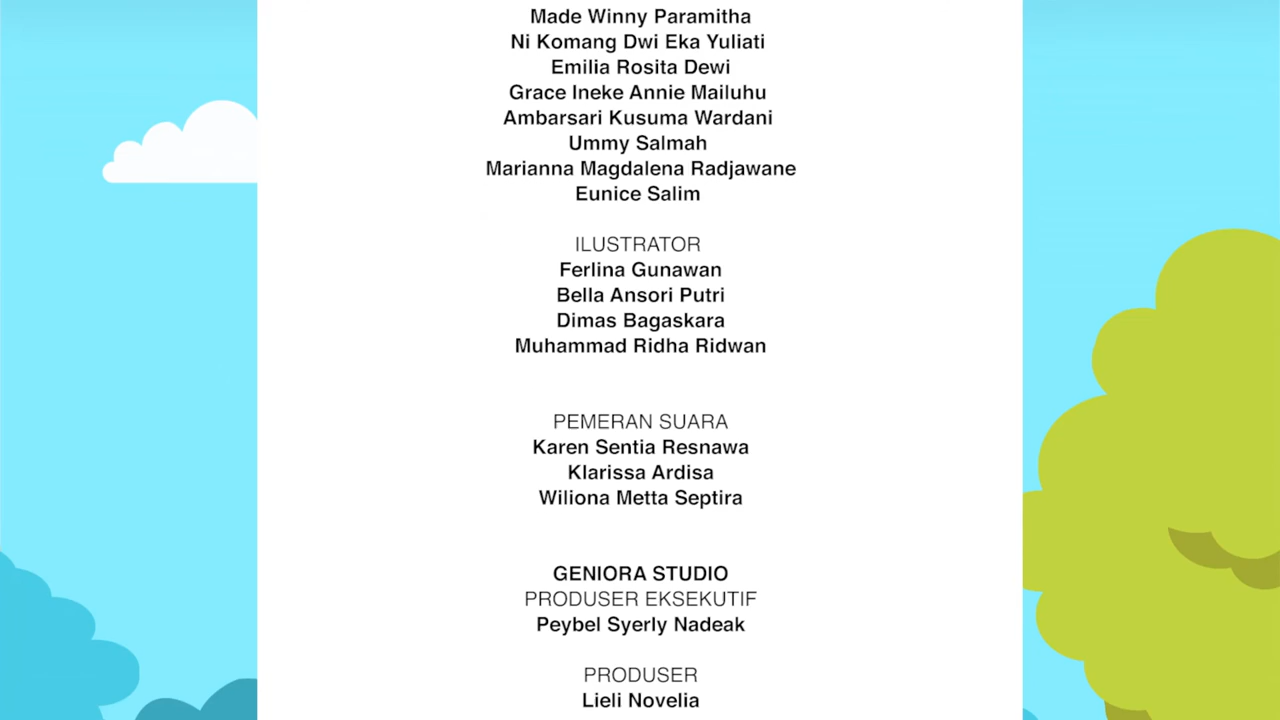 Made Winny Paramitha
Ni Komang Dwi Eka Yuliati
Emilia Rosita Dewi
Grace Ineke Annie Mailuhu
Ambarsari Kusuma Wardani
Ummy Salmah
Marianna Magdalena Radjawane
Eunice Salim
ILUSTRATOR
Ferlina Gunawan
Bella Ansori Putri
Dimas Bagaskara
Muhammad Ridha Ridwan
PEMERAN SUARA
Karen Sentia Resnawa
Klarissa Ardisa
Wiliona Metta Septira
GENIORA STUDIO
PRODUSER EKSEKUTIF
Peybel Syerly Nadeak
PRODUSER
Lieli Novelia